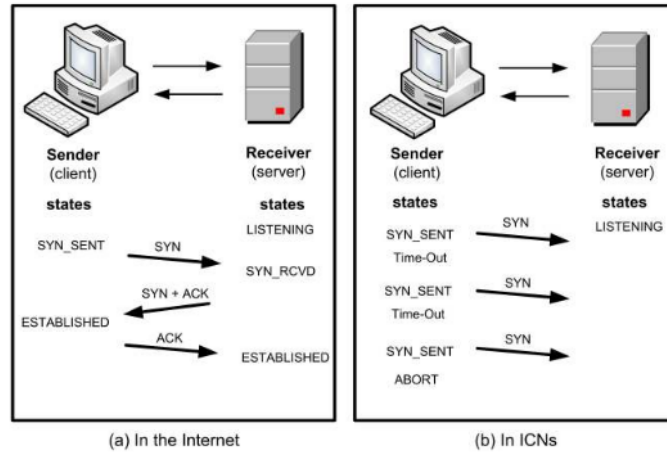 Sender
(client)
Receiver
(server)
states
states
LISTENING
SYN_SENT
SYN
SYN_RCVD
SYN + ACK
ESTABLISHED
ACK
ESTABLISHED
(a) In the Internet
Sender
(client)
Receiver
(server)
states
states
SYN_SENT
SYN
LISTENING
Time-Out
SYN_SENT
SYN
Time-Out
SYN_SENT
SYN
ABORT
(b) In ICNs